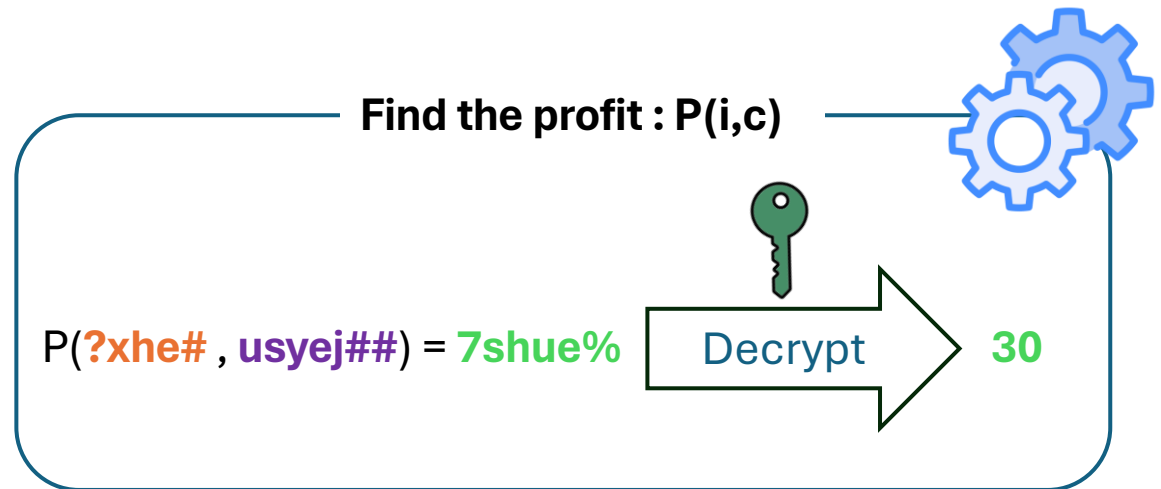 Find the profit : P(i,c)
P(?xhe# , usyej##) = 7shue% Decrypt 30